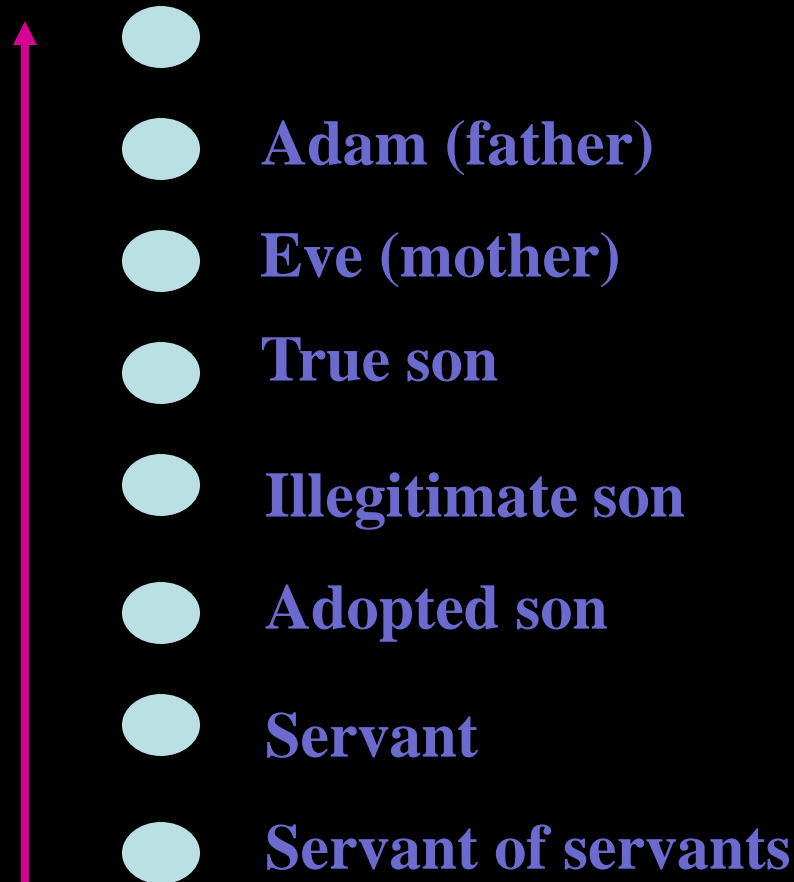 Adam (father)
Eve (mother)
True son
Illegitimate son
Adopted son
Servant
Servant of servants